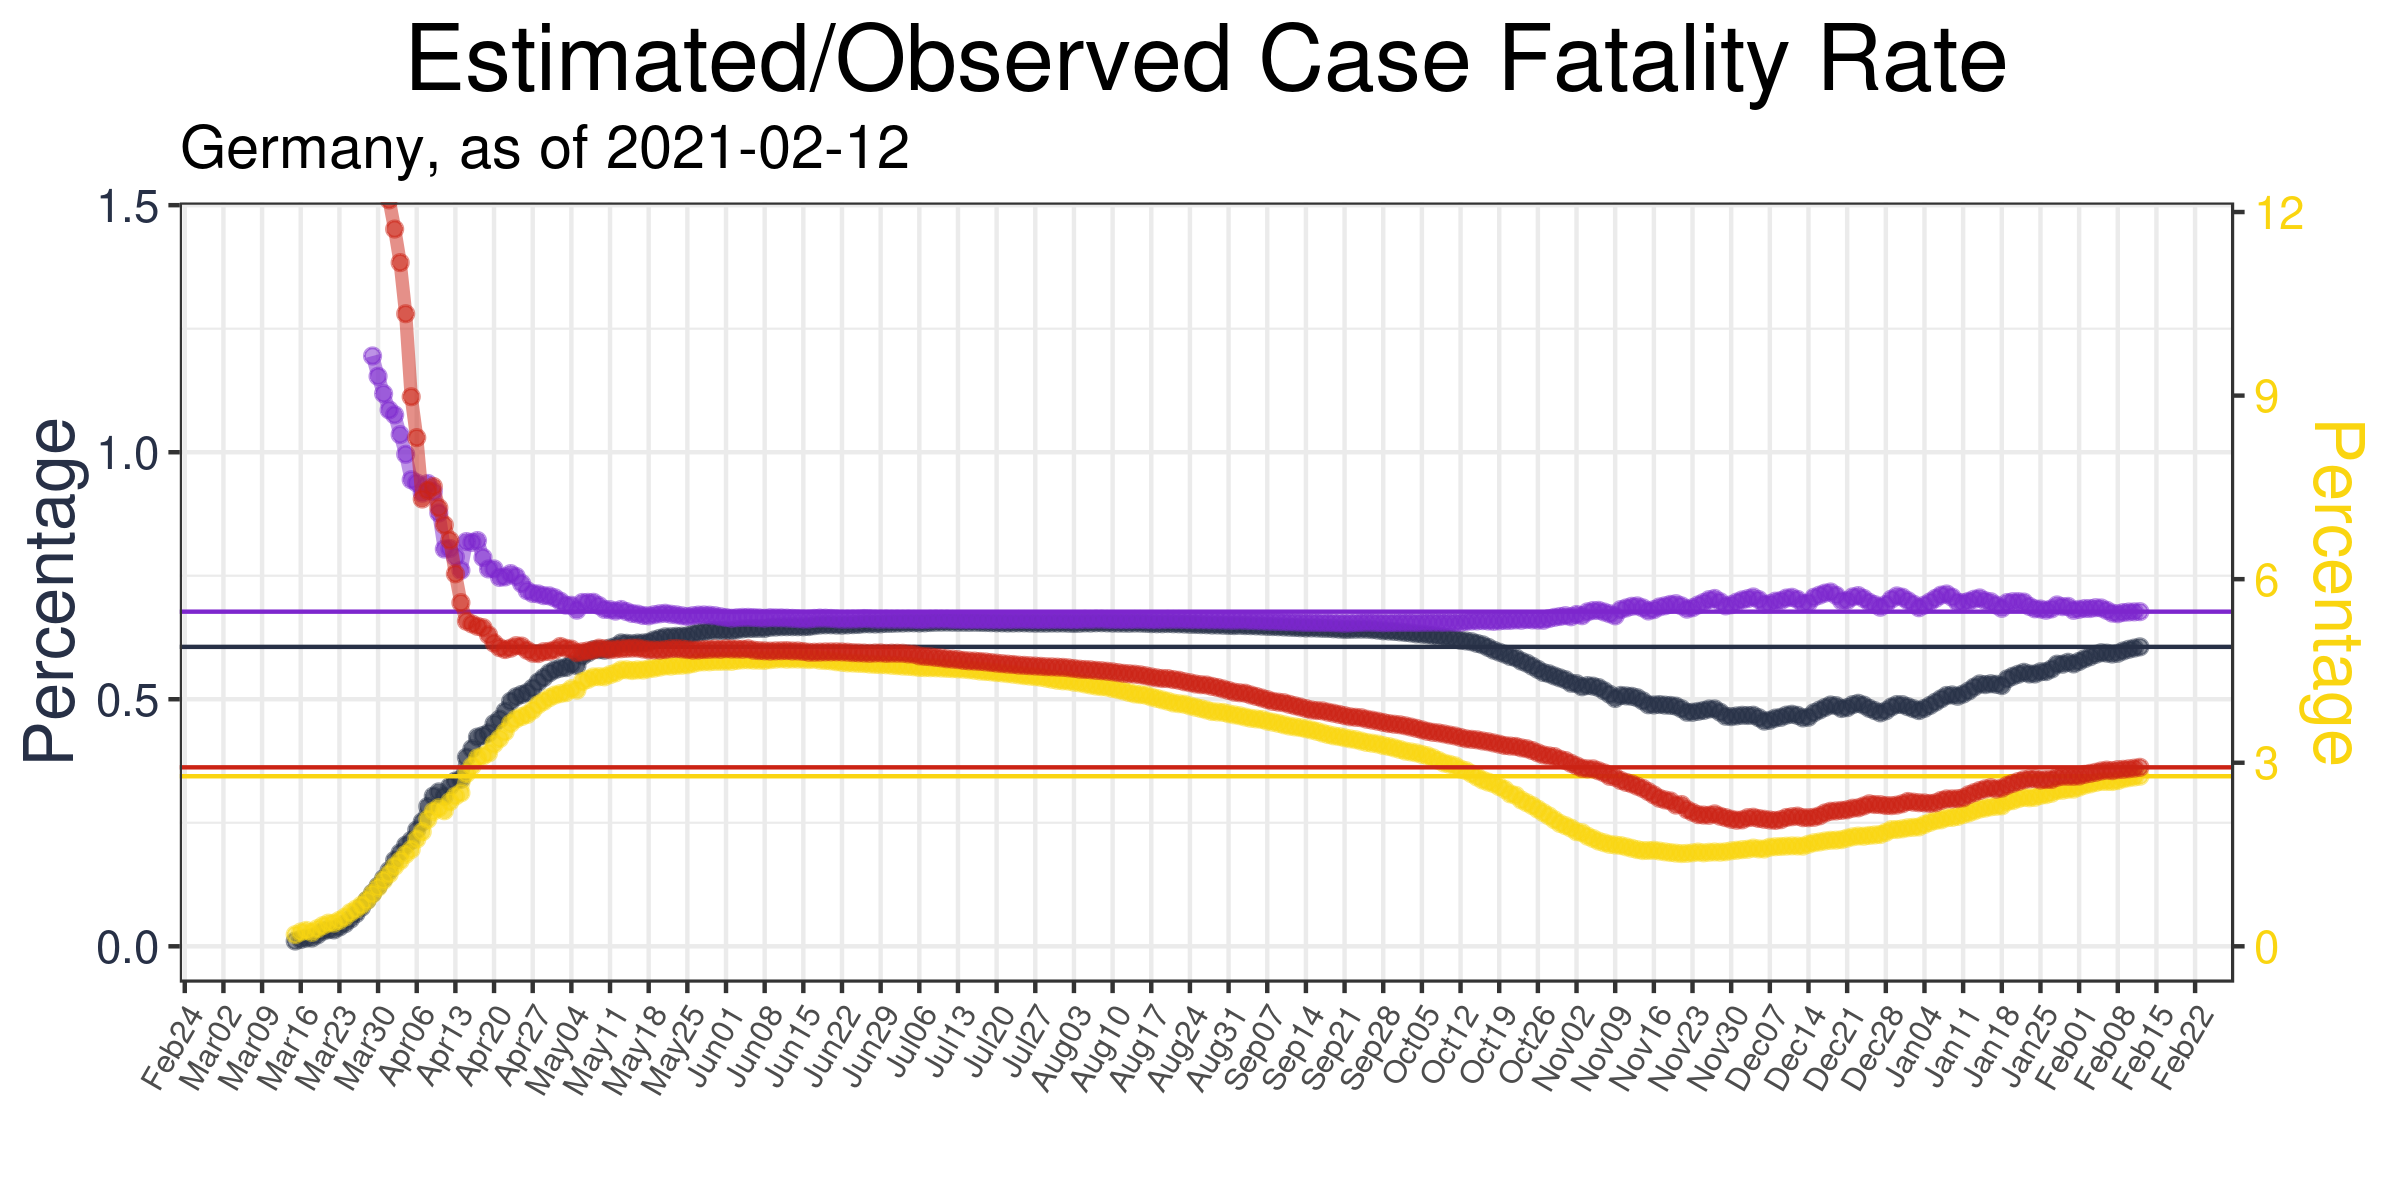 Estimated/Observed Case Fatality Rate
Germany, as of 2021-02-12
Percentage
1.5
1.0
0.5
0.0
12
9
6
3
0
Percentage
Feb24
Mar02
Mar09
Mar16
Mar23
Mar30
Apr06
Apr13
Apr20
Apr27
May04
May11
May18
May25
Jun01
Jun08
Jun15
Jun22
Jun29
Jul06
Jul13
Jul20
Jul27
Aug03
Aug10
Aug17
Aug24
Aug31
Sep07
Sep14
Sep21
Sep28
Oct05
Oct12
Oct19
Oct26
Nov02
Nov09
Nov16
Nov23
Nov30
Dec07
Dec14
Dec21
Dec28
Jan04
Jan11
Jan18
Jan25
Feb01
Feb08
Feb15
Feb22